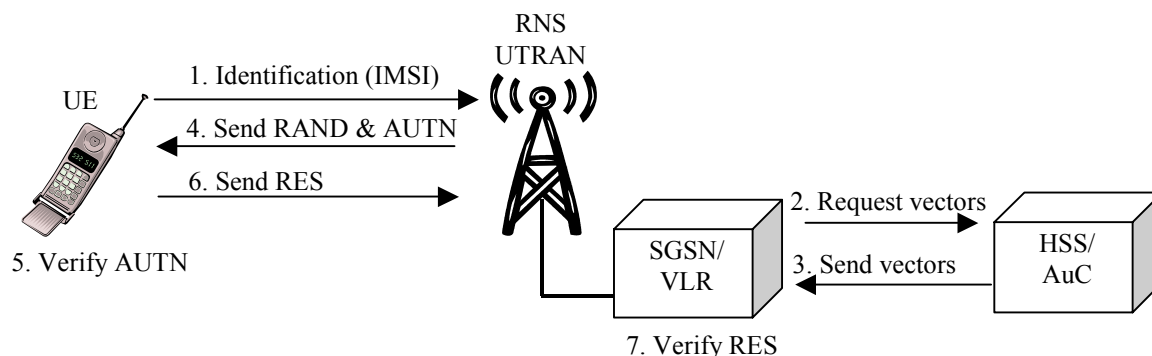 RNS
UTRAN
1. Identification (IMSI)
UE
4. Send RAND & AUTN
6. Send RES
5. Verify AUTN
2. Request vectors
SGSN/
VLR
HSS/
AuC
3. Send vectors
7. Verify RES